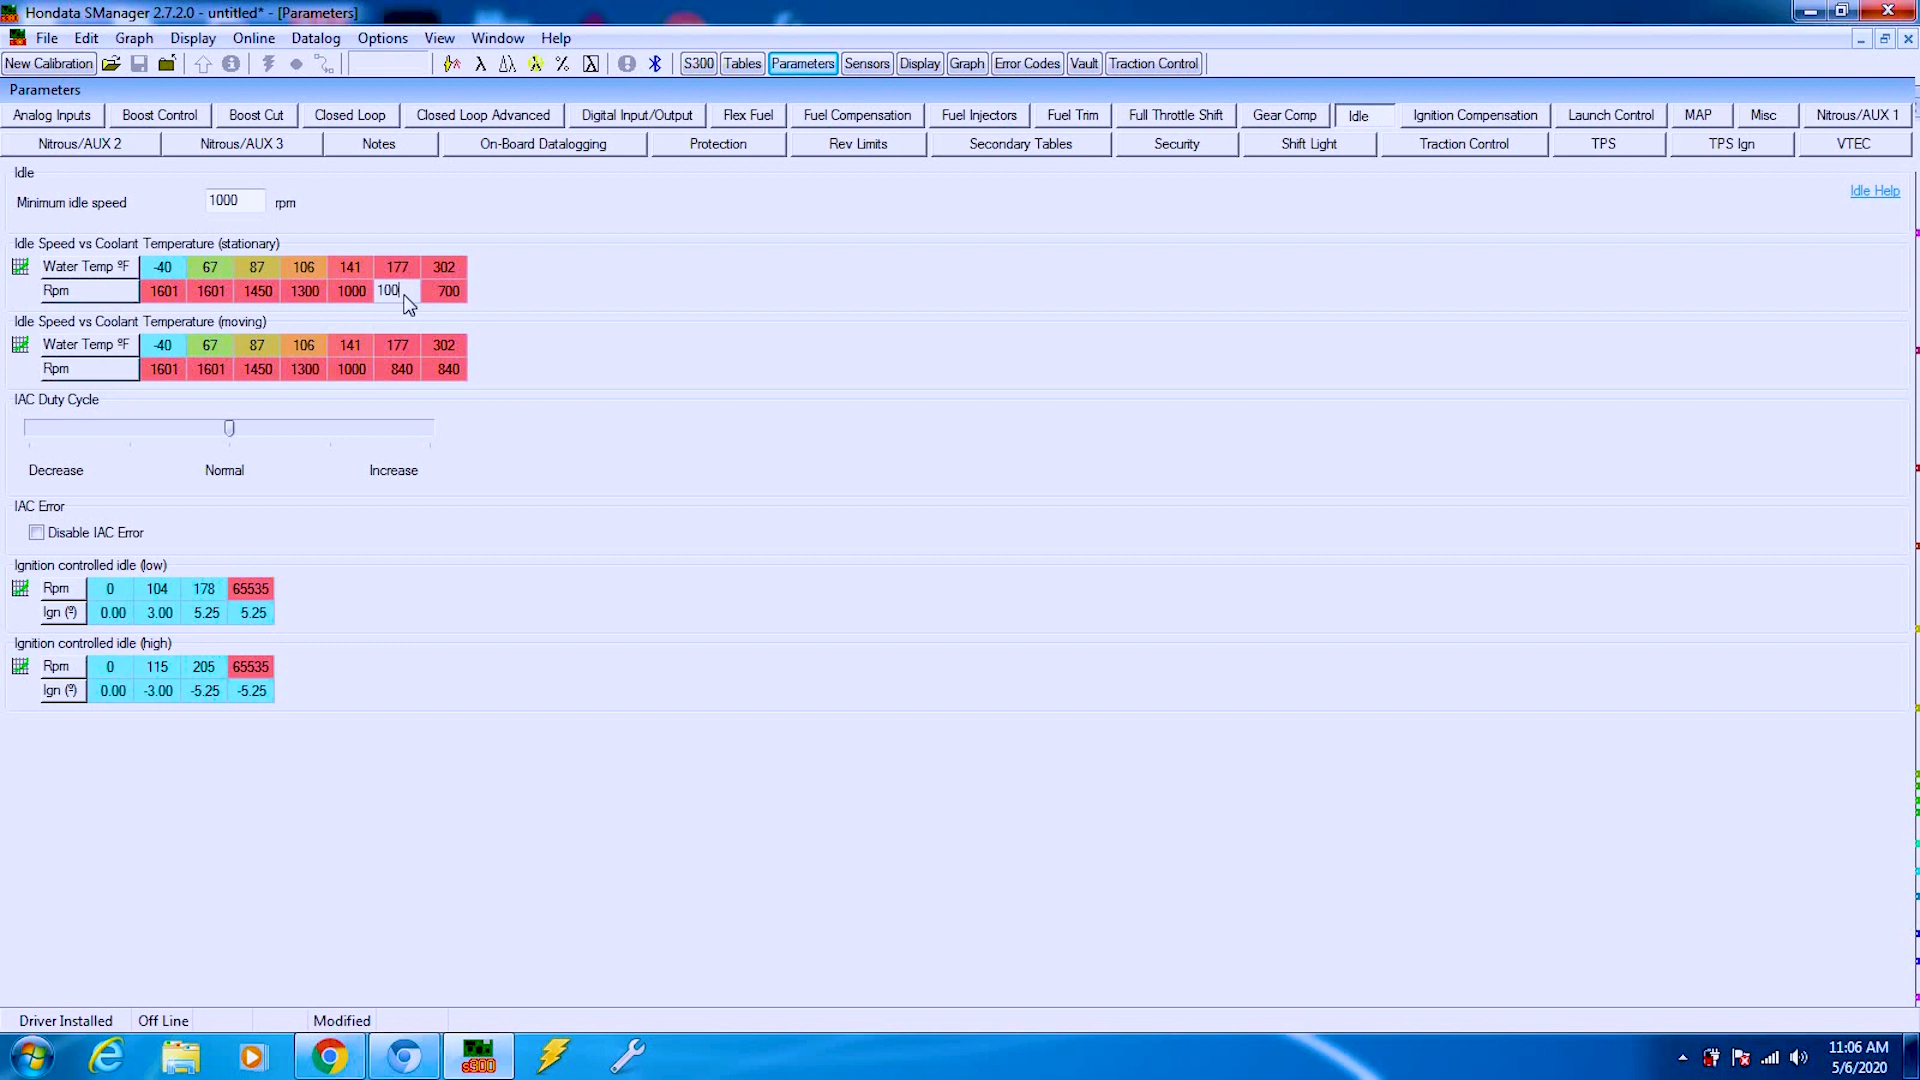 Hondata SManager 2.7.2.0 - untitled* - [Parameters]
File Edit Graph Display Online Datalog Options View Window Help
New Calibration S300 Tables Parameters Sensors Display Graph Error Codes Vault Traction Control
Parameters
Analog Inputs Boost Control Boost Cut Closed Loop Closed Loop Advanced Digital Input/Output Flex Fuel Fuel Compensation Fuel Injectors Fuel Trim Full Throttle Shift Gear Comp Idle Ignition Compensation Launch Control MAP Misc Nitrous/AUX 1
Nitrous/AUX 2 Nitrous/AUX 3 Notes On-Board Datalogging Protection Rev Limits Secondary Tables Security Shift Light Traction Control TPS TPS Ign VTEC
Idle
Idle Help
Minimum idle speed 1000 rpm
Idle Speed vs Coolant Temperature (stationary)
Water Temp ºF -40 67 87 106 141 177 302
Rpm 1601 1601 1450 1300 1000 100 700
Idle Speed vs Coolant Temperature (moving)
Water Temp ºF -40 67 87 106 141 177 302
Rpm 1601 1601 1450 1300 1000 840 840
IAC Duty Cycle
Decrease Normal Increase
IAC Error
Disable IAC Error
Ignition controlled idle (low)
Rpm 0 104 178 65535
Ign (º) 0.00 3.00 5.25 5.25
Ignition controlled idle (high)
Rpm 0 115 205 65535
Ign (º) 0.00 -3.00 -5.25 -5.25
Driver Installed Off Line Modified
s300
11:06 AM
5/6/2020